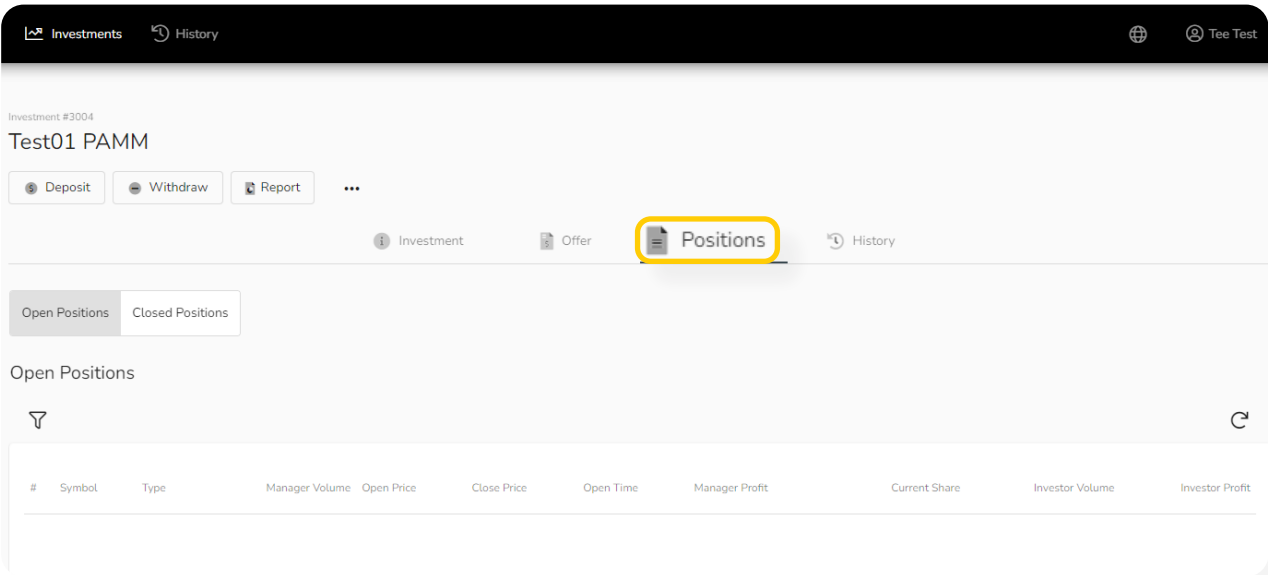 Investments History Tee Test
Investment #3004
Test01 PAMM
Deposit Withdraw Report •••
Investment Offer Positions History
Open Positions Closed Positions
Open Positions
# Symbol Type Manager Volume Open Price Close Price Open Time Manager Profit Current Share Investor Volume Investor Profit